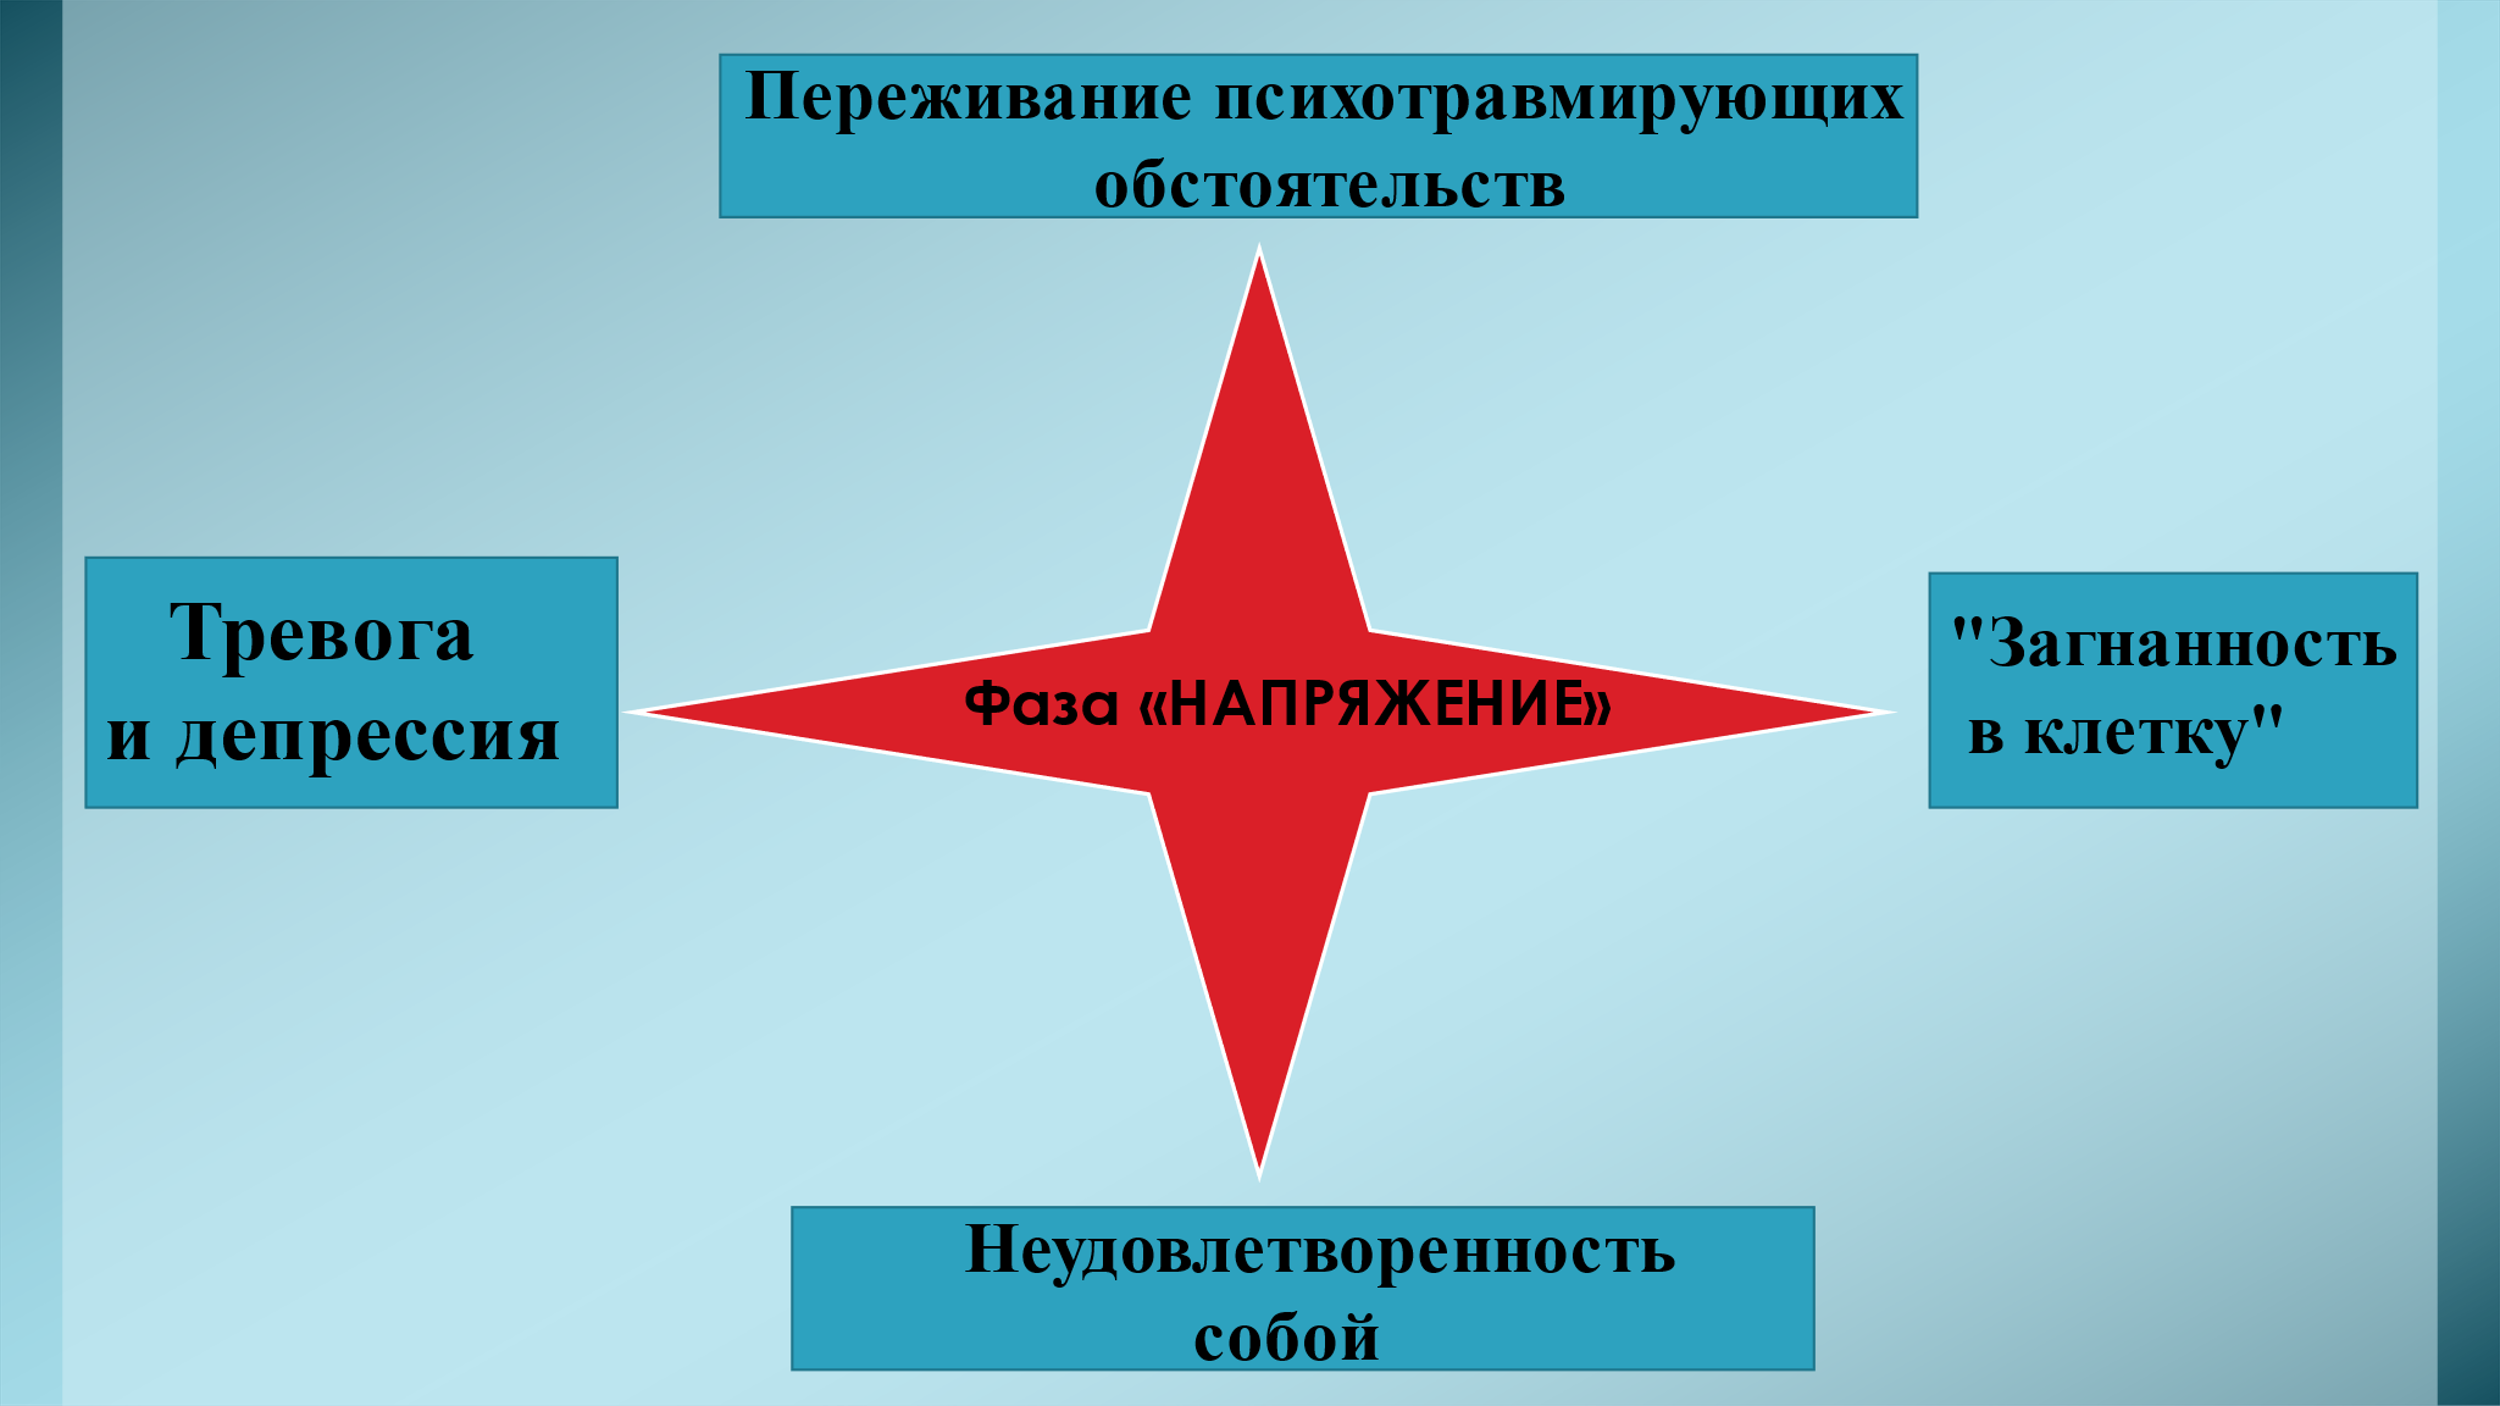 Переживание психотравмирующих
обстоятельств
Тревога
и депрессия
Фаза «НАПРЯЖЕНИЕ»
"Загнанность
в клетку"
Неудовлетворенность
собой